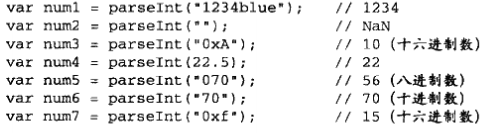 var num1 = parseInt("1234blue");    // 1234
var num2 = parseInt("");            // NaN
var num3 = parseInt("0xA");         // 10 (十六进制数)
var num4 = parseInt(22.5);          // 22
var num5 = parseInt("070");         // 56 (八进制数)
var num6 = parseInt("70");          // 70 (十进制数)
var num7 = parseInt("0xf");         // 15 (十六进制数)